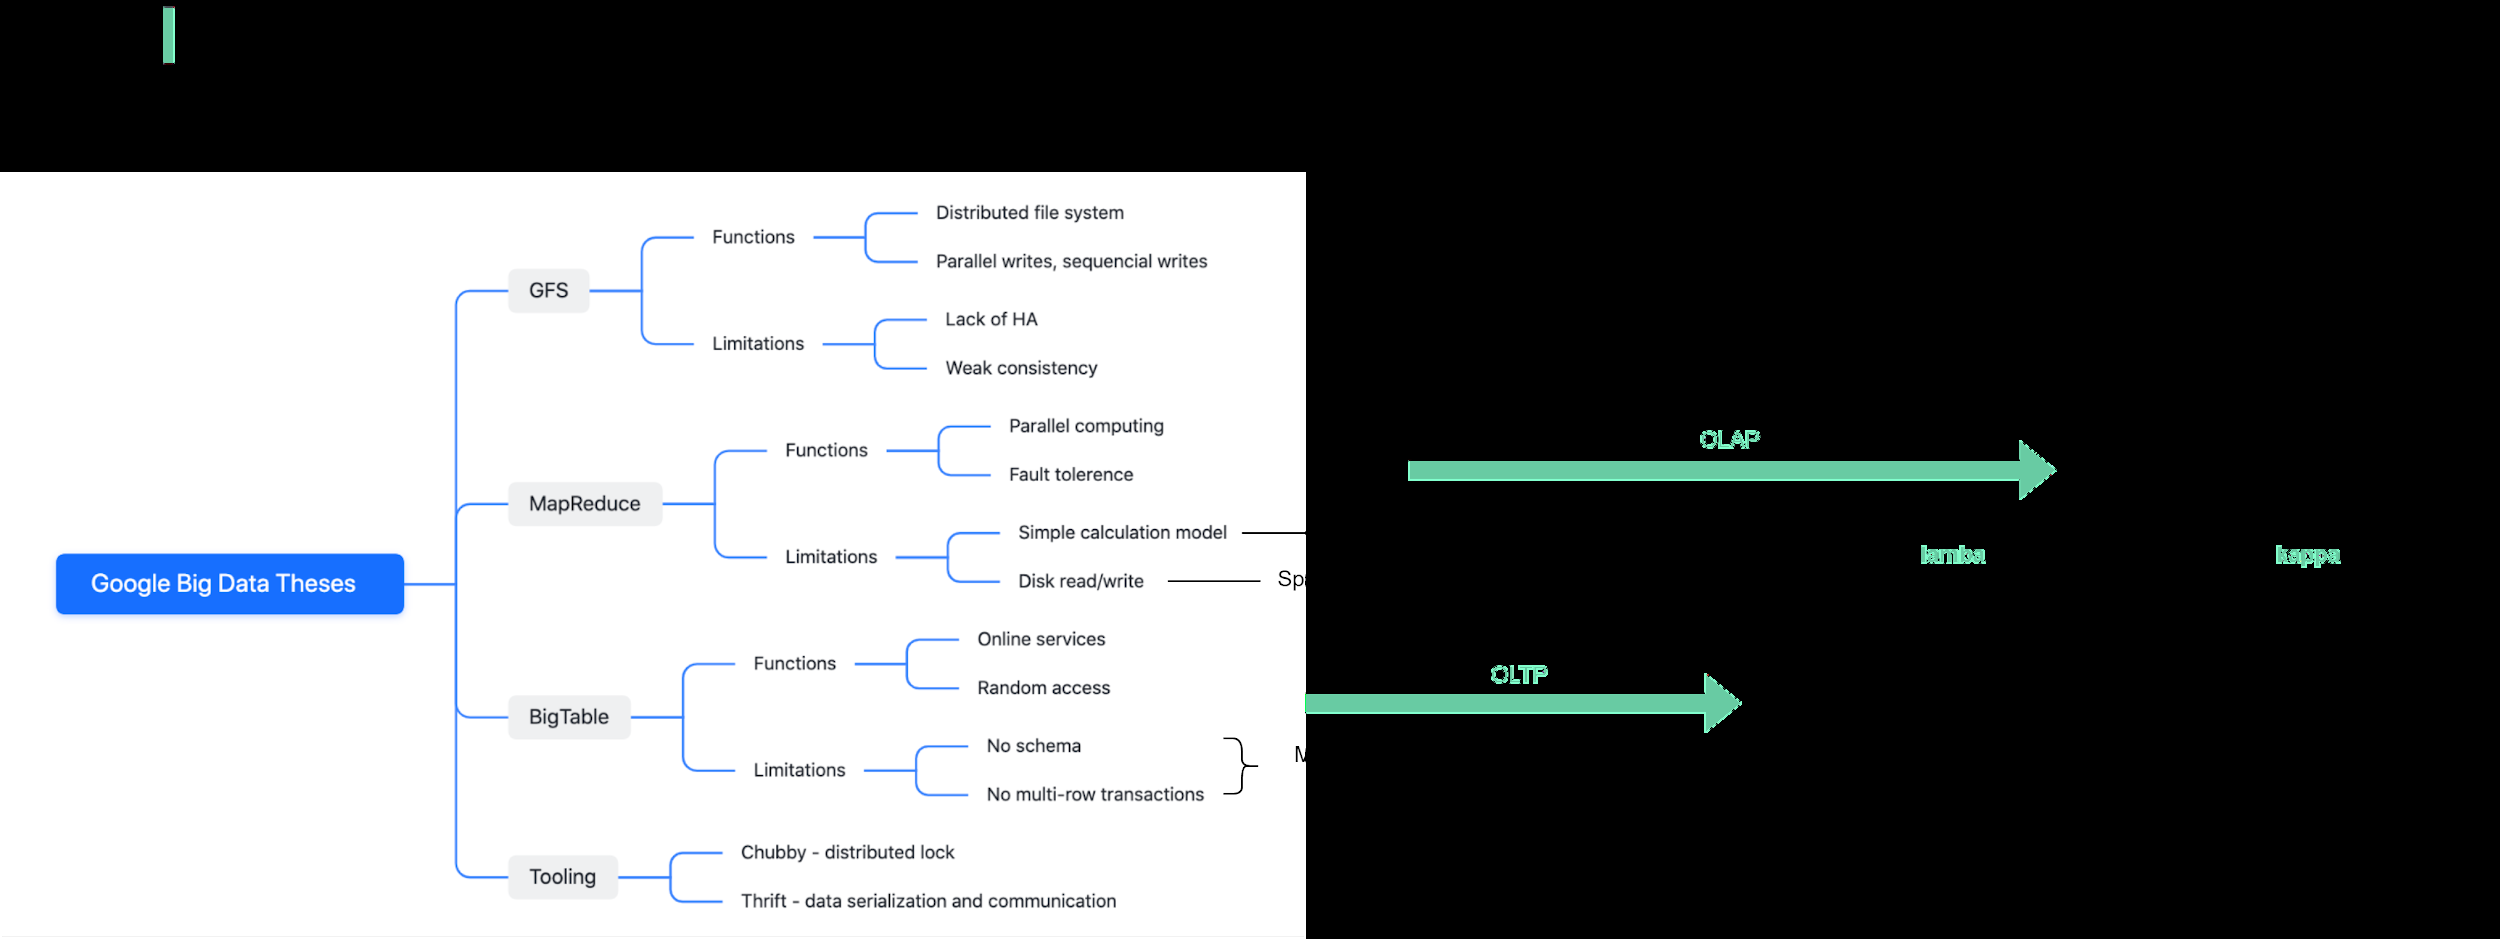 Distributed file system
Functions
Parallel writes, sequencial writes
GFS
Lack of HA
Limitations
Weak consistency
Parallel computing
Functions
Fault tolerence
MapReduce
Simple calculation model
Limitations
Disk read/write
Google Big Data Theses
Online services
Functions
Random access
BigTable
No schema
Limitations
No multi-row transactions
Chubby - distributed lock
Tooling
Thrift - data serialization and communication
OLAP
lamba
kappa
OLTP